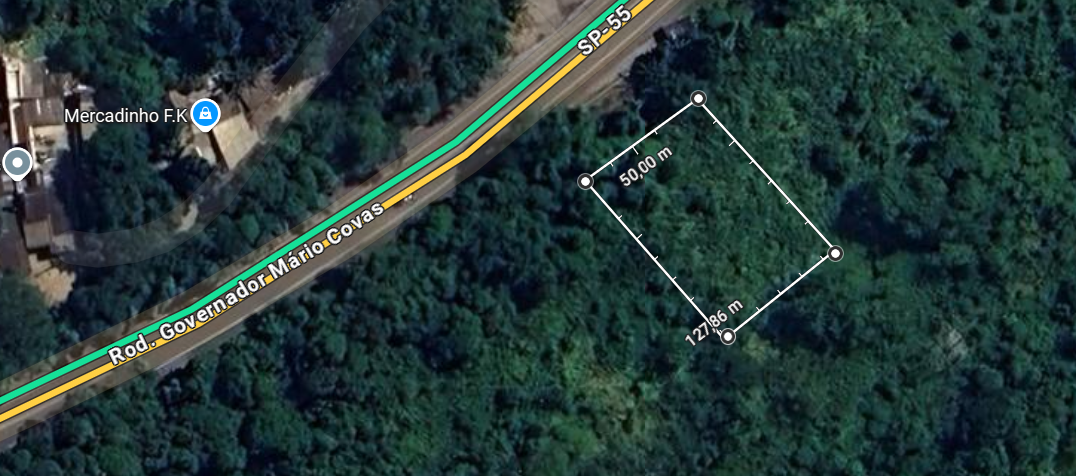 SP-55
Mercadinho F.K
50,00 m
Rod. Governador Mário Covas
127,86 m